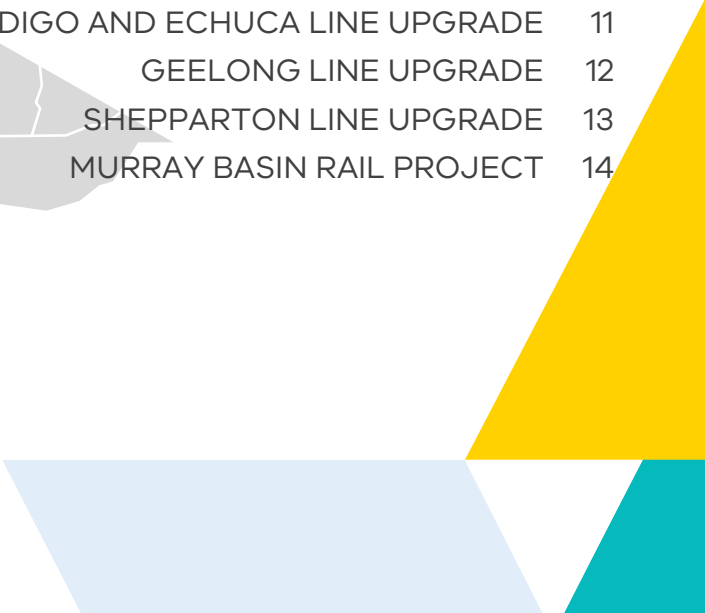 DIGO AND ECHUCA LINE UPGRADE 11
GEELONG LINE UPGRADE 12
SHEPPARTON LINE UPGRADE 13
MURRAY BASIN RAIL PROJECT 14